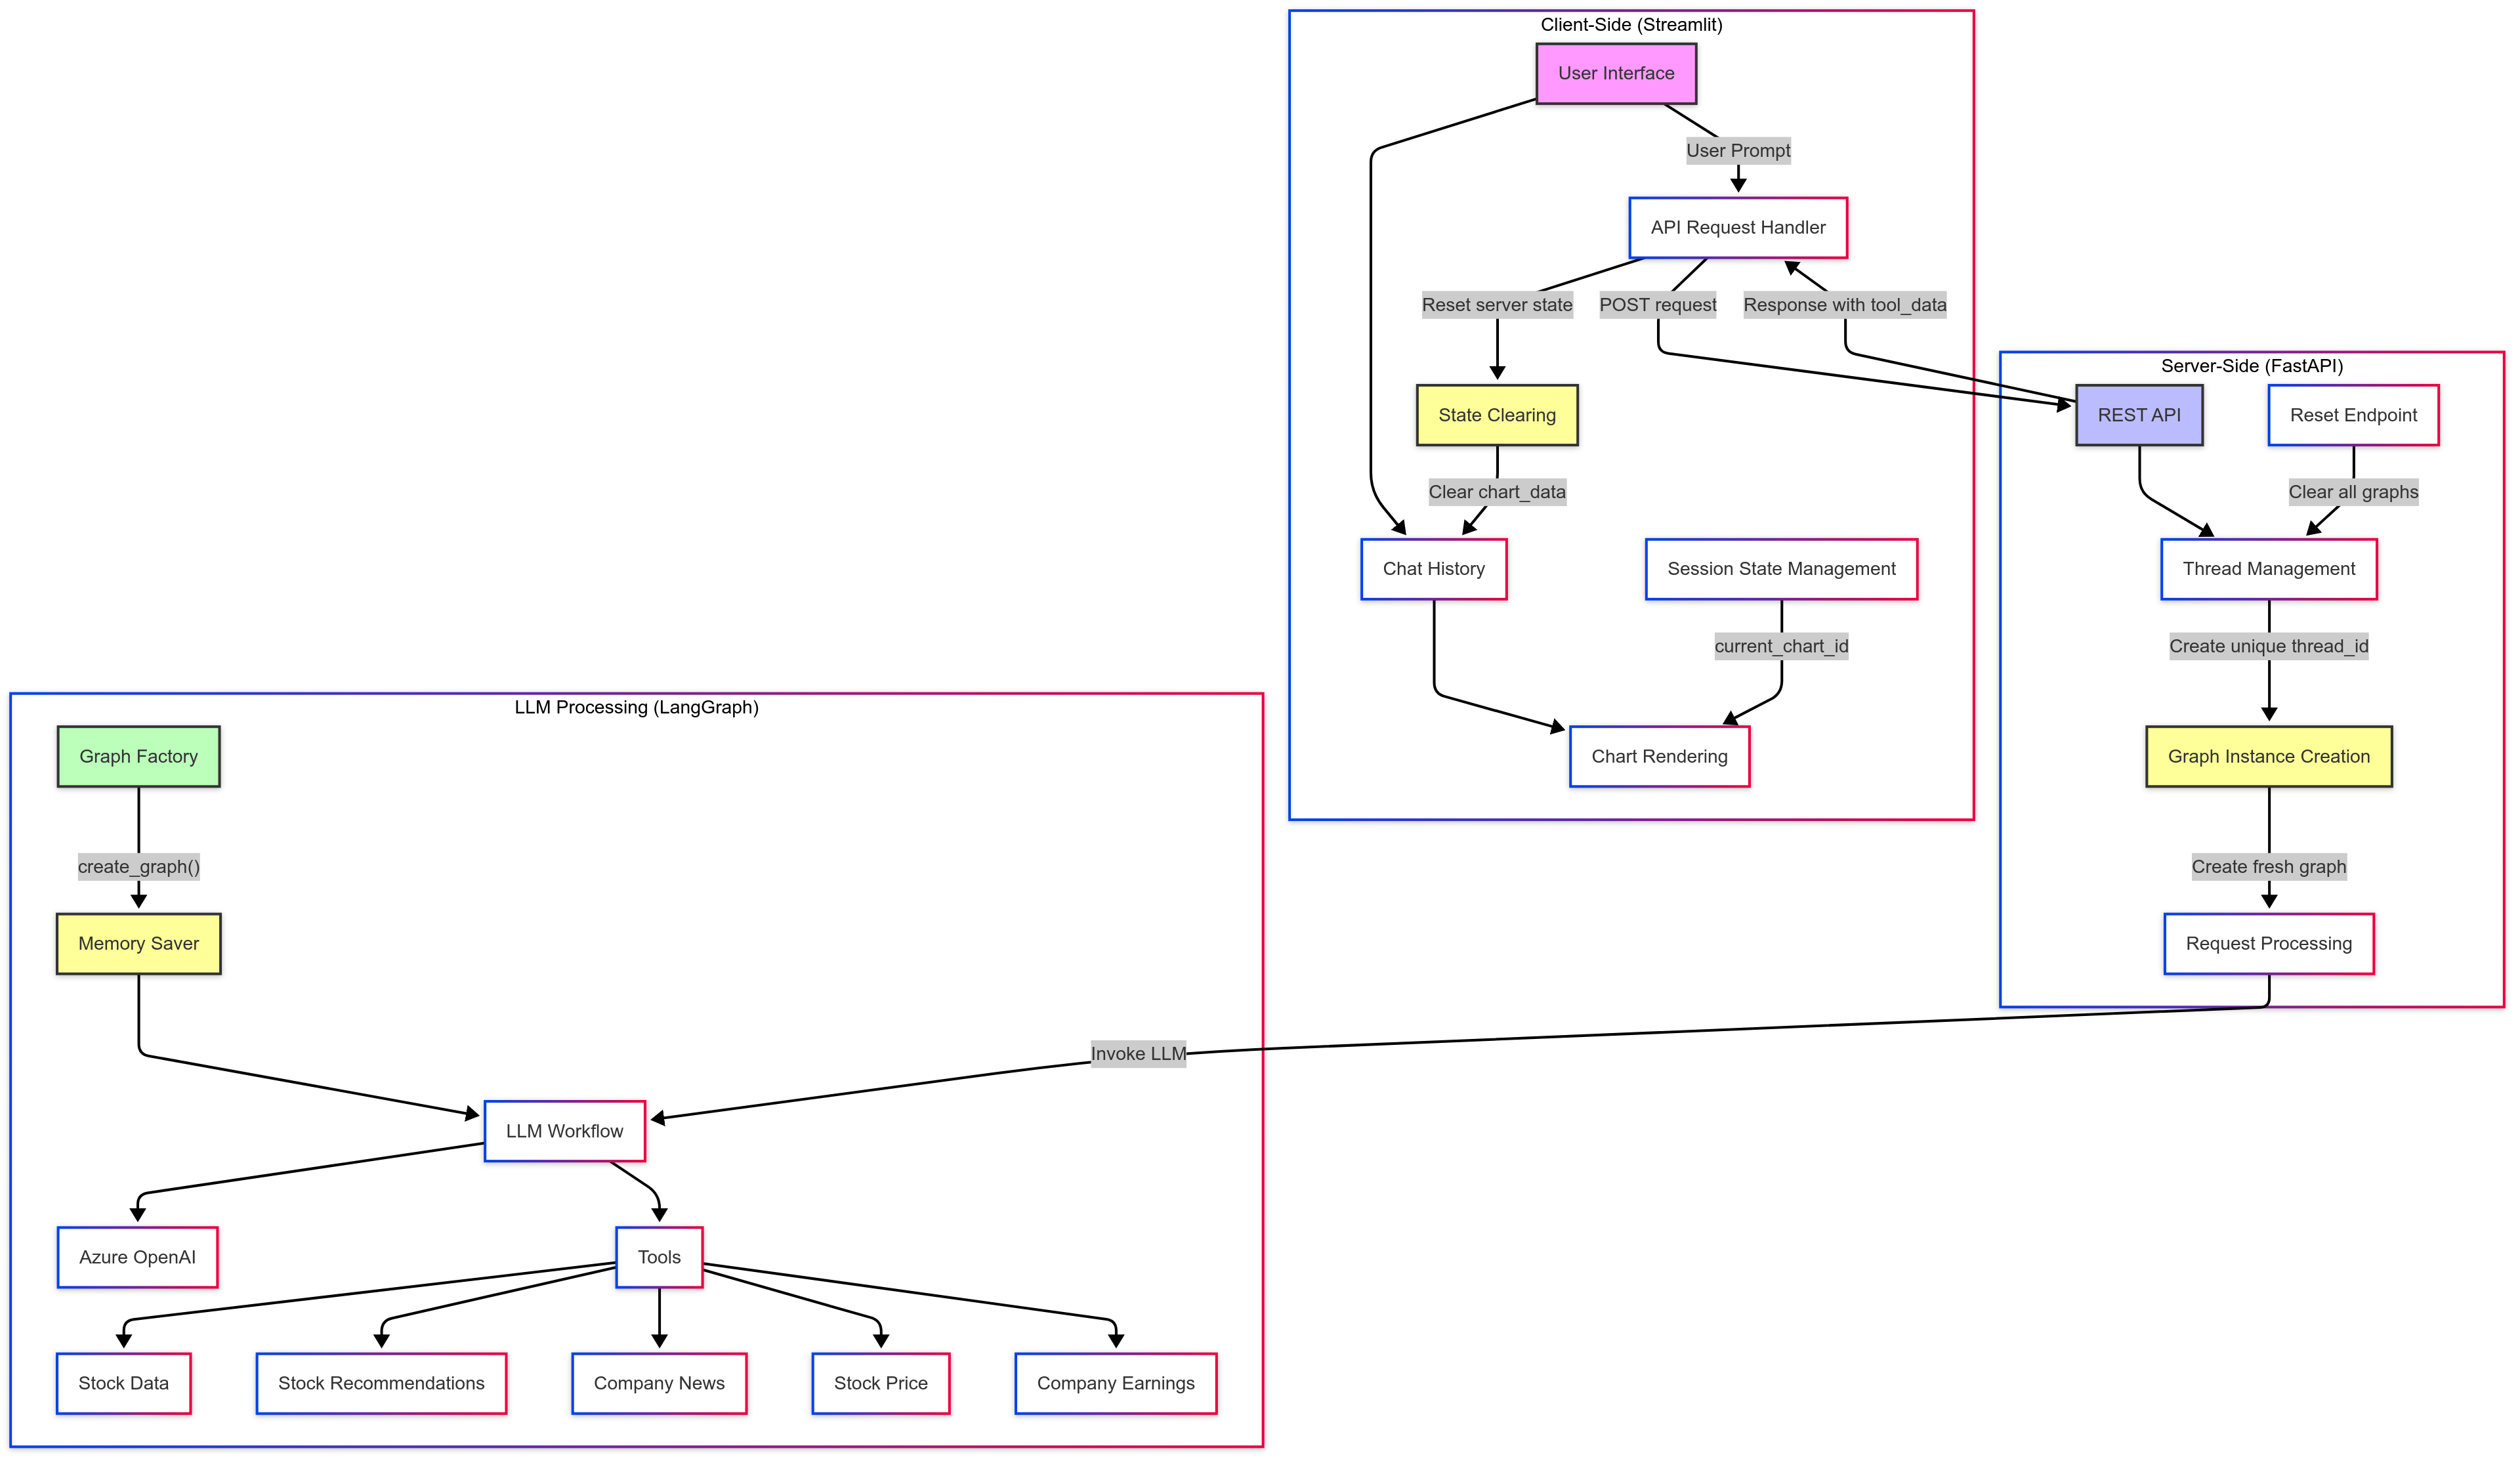 Client-Side (Streamlit)
User Interface
User Prompt
API Request Handler
Reset server state
POST request
Response with tool_data
State Clearing
Clear chart_data
Chat History
Session State Management
current_chart_id
Chart Rendering
Server-Side (FastAPI)
REST API
Reset Endpoint
Clear all graphs
Thread Management
Create unique thread_id
Graph Instance Creation
Create fresh graph
Request Processing
LLM Processing (LangGraph)
Graph Factory
create_graph()
Memory Saver
Invoke LLM
LLM Workflow
Azure OpenAI
Tools
Stock Data
Stock Recommendations
Company News
Stock Price
Company Earnings